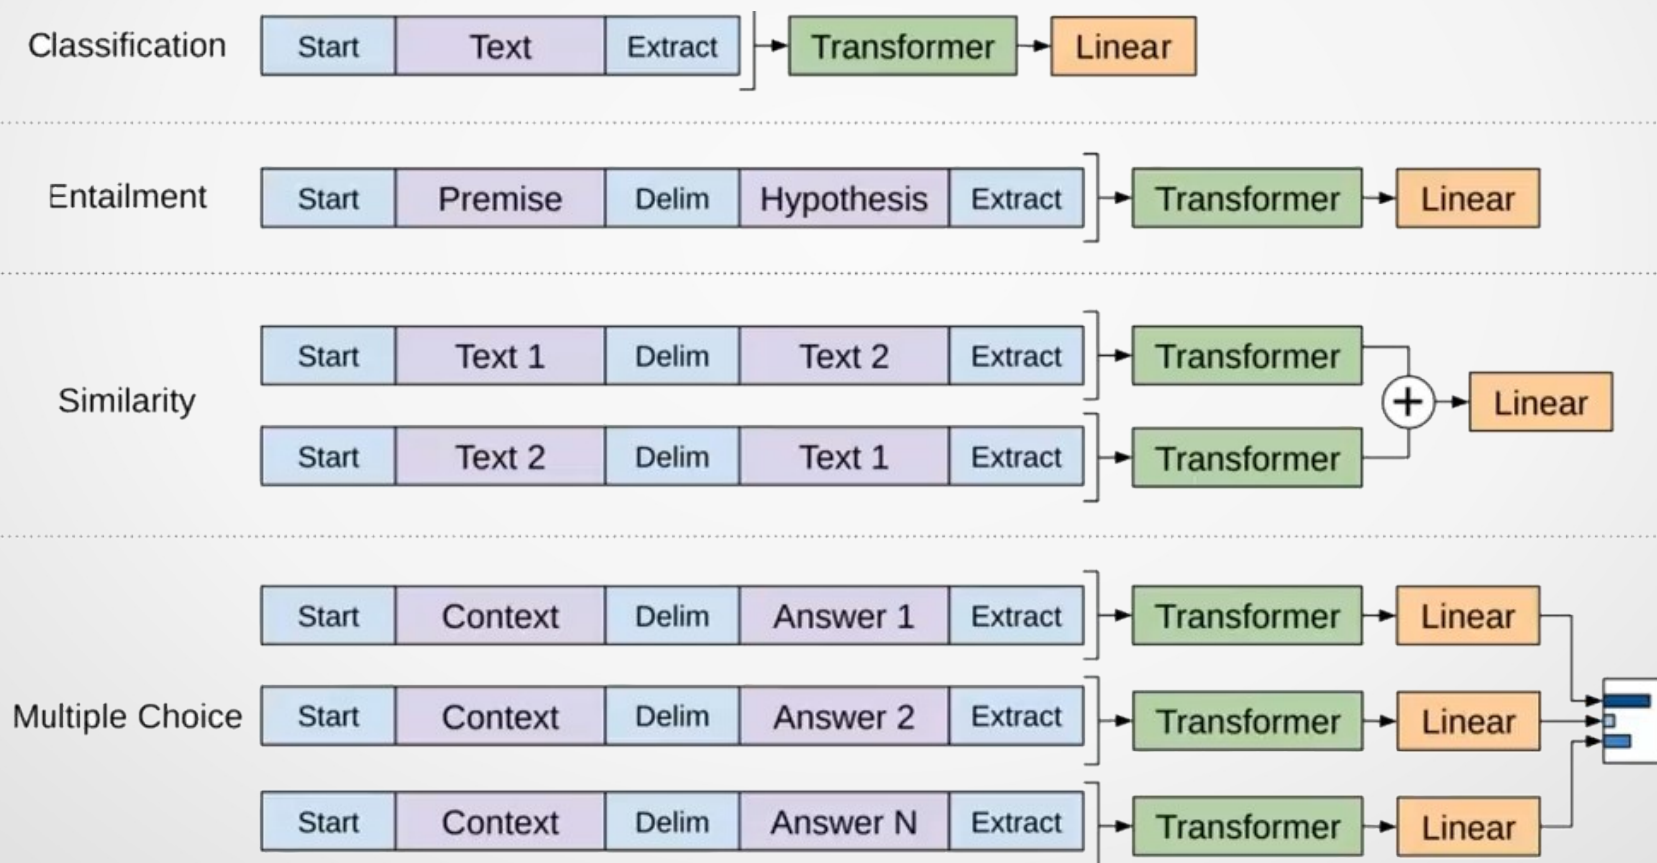 Classification Start Text Extract Transformer Linear
Entailment Start Premise Delim Hypothesis Extract Transformer Linear
Start Text 1 Delim Text 2 Extract Transformer
Similarity + Linear
Start Text 2 Delim Text 1 Extract Transformer
Start Context Delim Answer 1 Extract Transformer Linear
Multiple Choice Start Context Delim Answer 2 Extract Transformer Linear
Start Context Delim Answer N Extract Transformer Linear